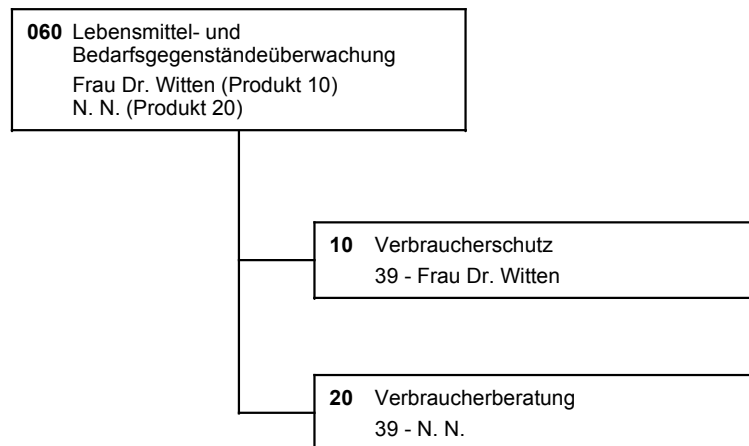 060 Lebensmittel- und
Bedarfsgegenständeüberwachung
Frau Dr. Witten (Produkt 10)
N. N. (Produkt 20)
10 Verbraucherschutz
39 - Frau Dr. Witten
20 Verbraucherberatung
39 - N. N.